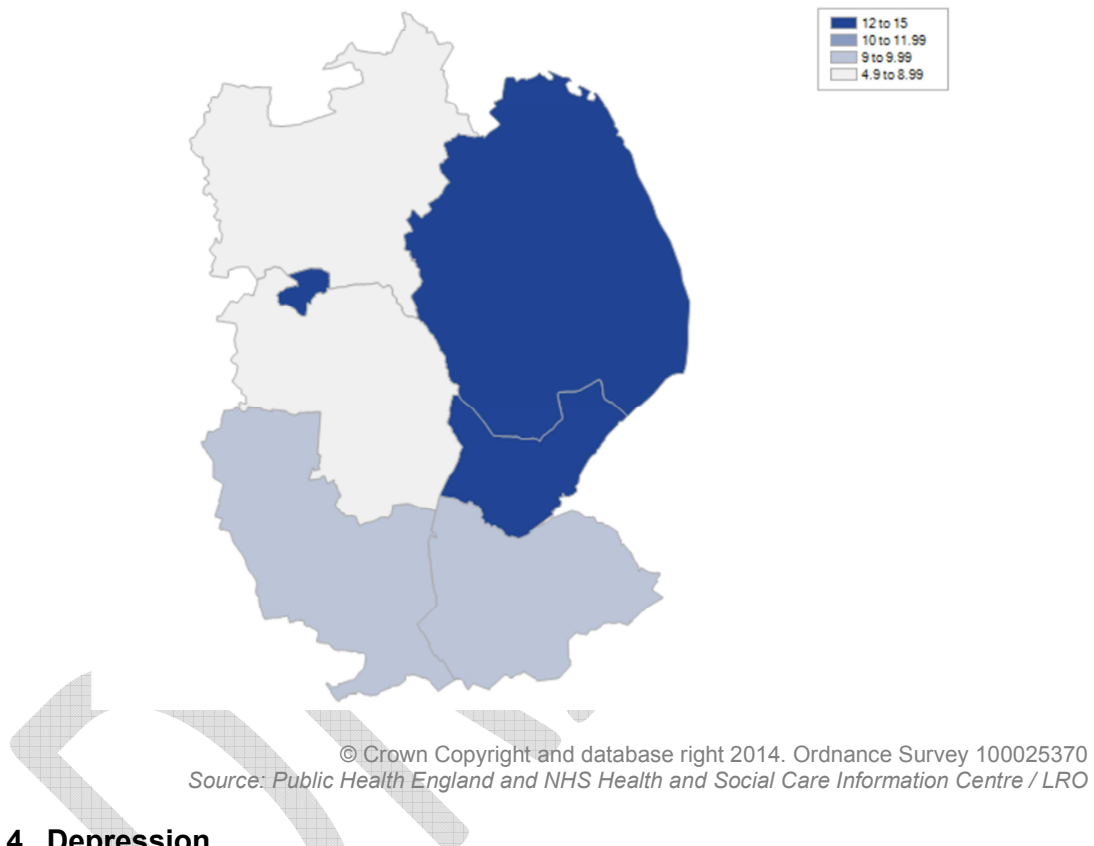 12 to 15
10 to 11.99
9 to 9.99
4.9 to 8.99
© Crown Copyright and database right 2014. Ordnance Survey 100025370
Source: Public Health England and NHS Health and Social Care Information Centre / LRO
4 Depression